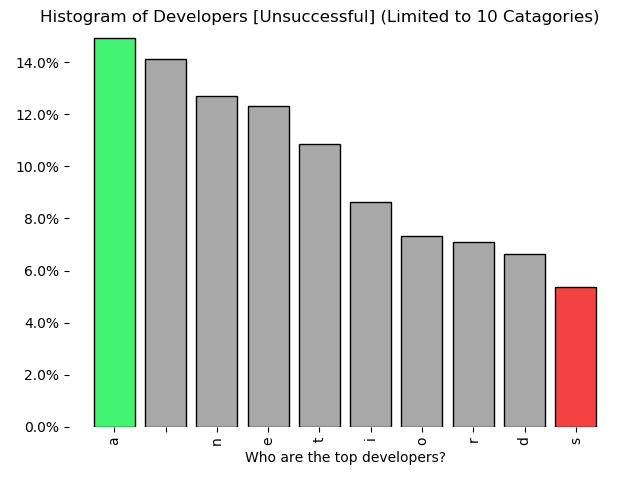 Histogram of Developers [Unsuccessful] (Limited to 10 Catagories)
14.0%
12.0%
10.0%
8.0%
6.0%
4.0%
2.0%
0.0%
a n e t i o r d s
Who are the top developers?